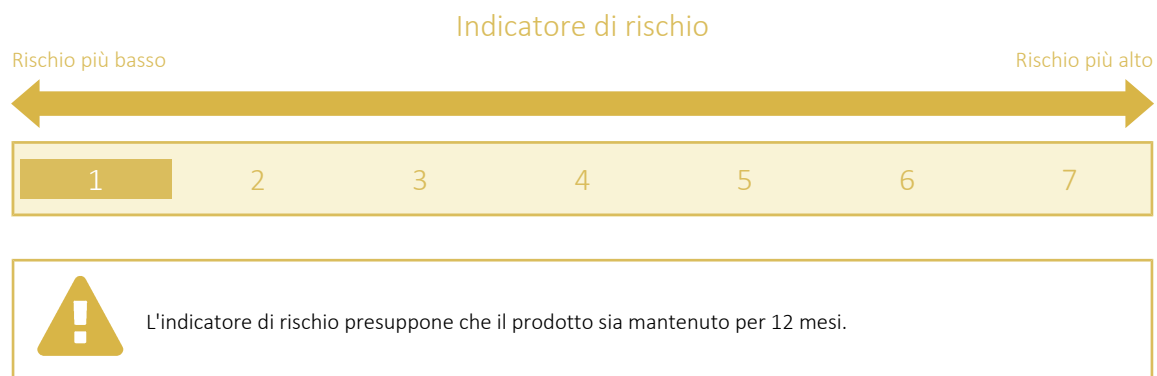 Indicatore di rischio
Rischio più basso Rischio più alto
1 2 3 4 5 6 7
L'indicatore di rischio presuppone che il prodotto sia mantenuto per 12 mesi.